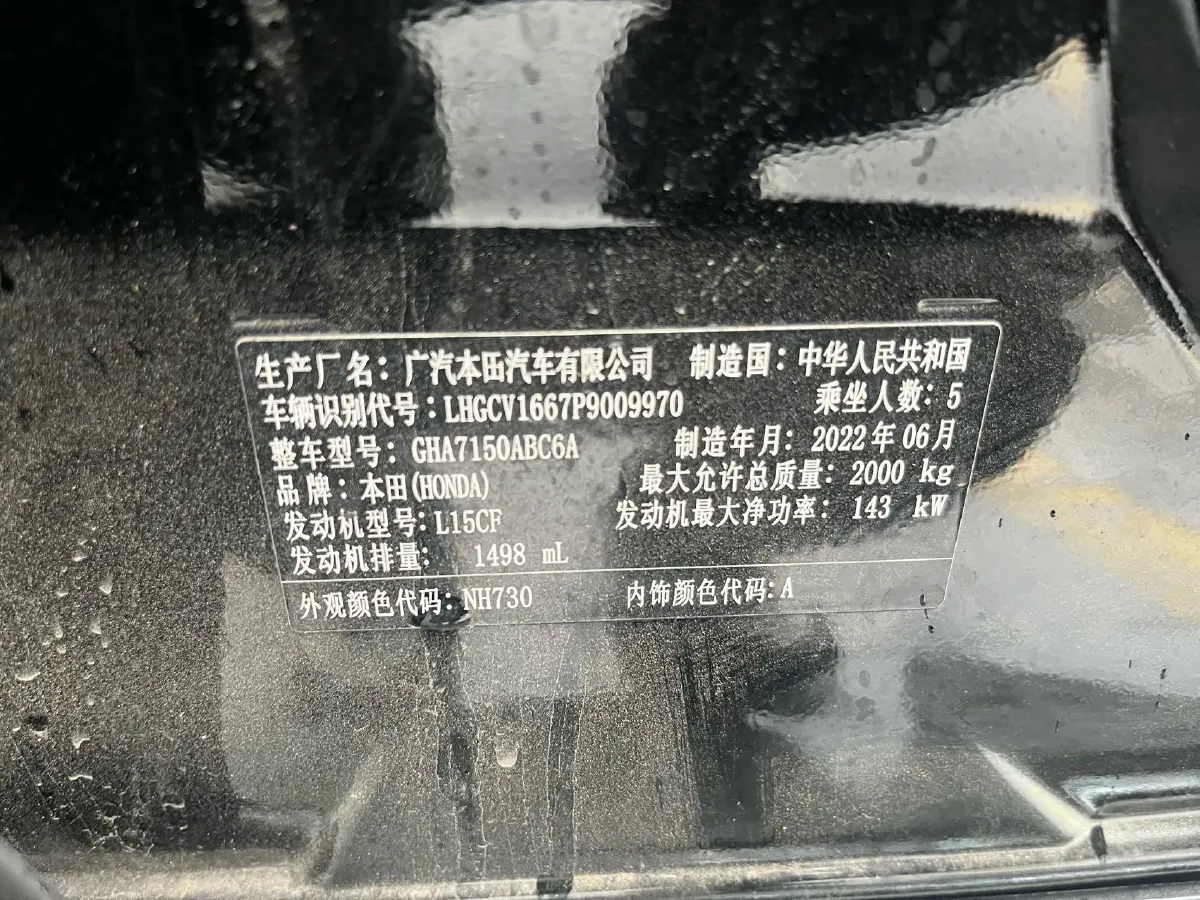 生产厂名：广汽本田汽车有限公司 制造国：中华人民共和国
车辆识别代号：LHGCV1667P9009970 乘坐人数：5
整车型号：GHA7150ABC6A 制造年月：2022年06月
品牌：本田(HONDA) 最大允许总质量：2000 kg
发动机型号：L15CF 发动机最大净功率：143 kW
发动机排量： 1498 mL
外观颜色代码：NH730 内饰颜色代码：A